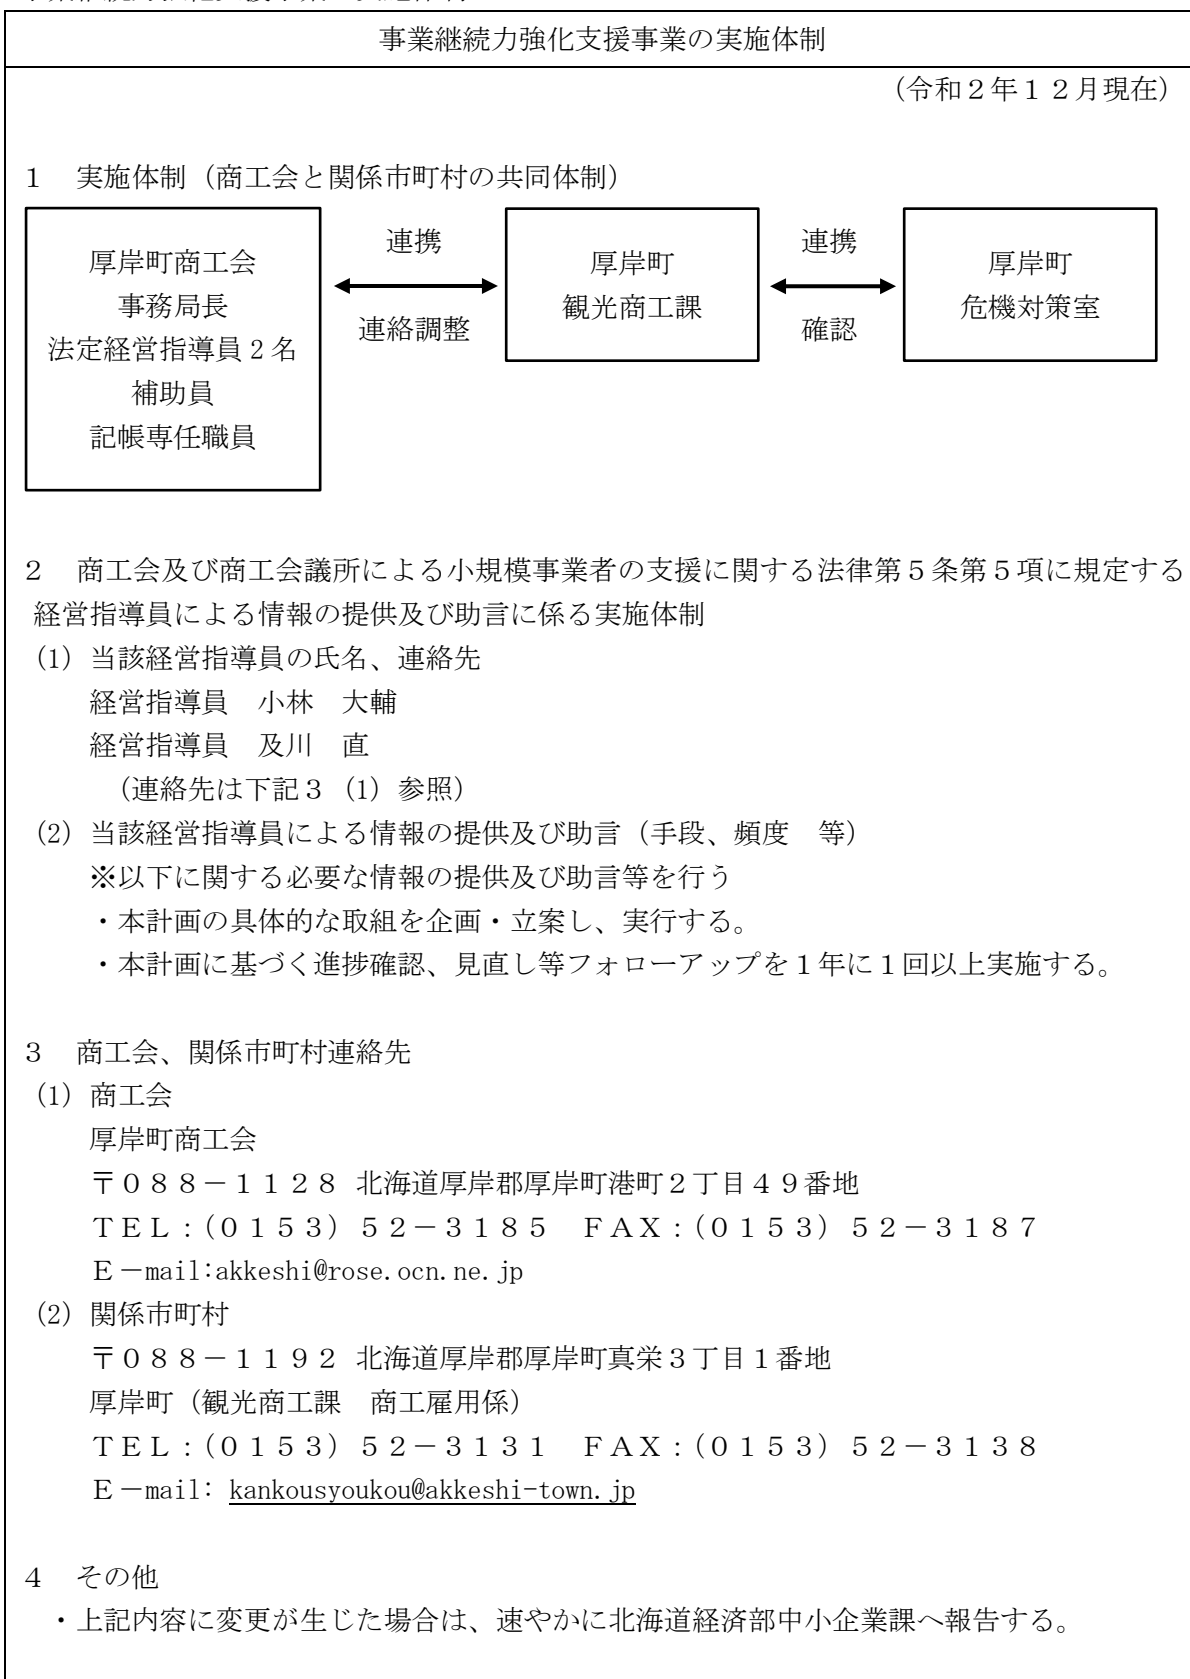 事業継続力強化支援事業の実施体制
（令和２年１２月現在）
１　実施体制（商工会と関係市町村の共同体制）
厚岸町商工会
事務局長
法定経営指導員２名
補助員
記帳専任職員
連携
連絡調整
厚岸町
観光商工課
連携
確認
厚岸町
危機対策室
２　商工会及び商工会議所による小規模事業者の支援に関する法律第５条第５項に規定する
経営指導員による情報の提供及び助言に係る実施体制
(1) 当該経営指導員の氏名、連絡先
経営指導員　小林　大輔
経営指導員　及川　直
（連絡先は下記３（1）参照）
(2) 当該経営指導員による情報の提供及び助言（手段、頻度　等）
※以下に関する必要な情報の提供及び助言等を行う
・本計画の具体的な取組を企画・立案し、実行する。
・本計画に基づく進捗確認、見直し等フォローアップを１年に１回以上実施する。
３　商工会、関係市町村連絡先
(1) 商工会
厚岸町商工会
〒０８８－１１２８ 北海道厚岸郡厚岸町港町２丁目４９番地
ＴＥＬ:(０１５３) ５２－３１８５　ＦＡＸ:(０１５３) ５２－３１８７
Ｅ－mail:akkeshi@rose.ocn.ne.jp
(2) 関係市町村
〒０８８－１１９２ 北海道厚岸郡厚岸町真栄３丁目１番地
厚岸町（観光商工課　商工雇用係）
ＴＥＬ:(０１５３) ５２－３１３１　ＦＡＸ:(０１５３) ５２－３１３８
Ｅ－mail: kankousyoukou@akkeshi-town.jp
４　その他
・上記内容に変更が生じた場合は、速やかに北海道経済部中小企業課へ報告する。